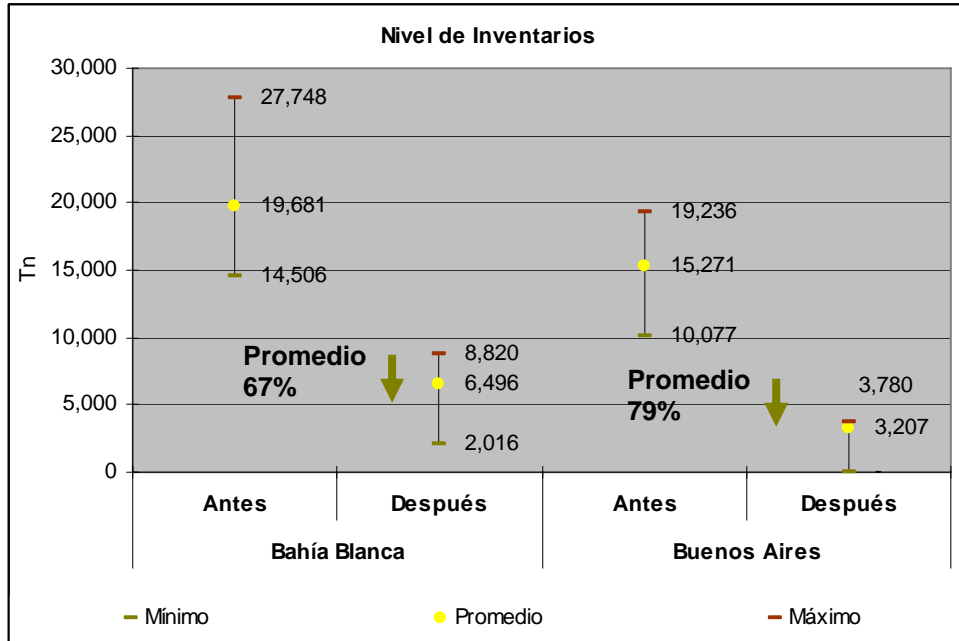 Nivel de Inventarios
Tn
30,000
25,000
20,000
15,000
10,000
5,000
0
27,748
19,681
14,506
Promedio
67%
8,820
6,496
2,016
19,236
15,271
10,077
Promedio
79%
3,780
3,207
-
Antes
Después
Antes
Después
Bahía Blanca
Buenos Aires
Mínimo
Promedio
Máximo